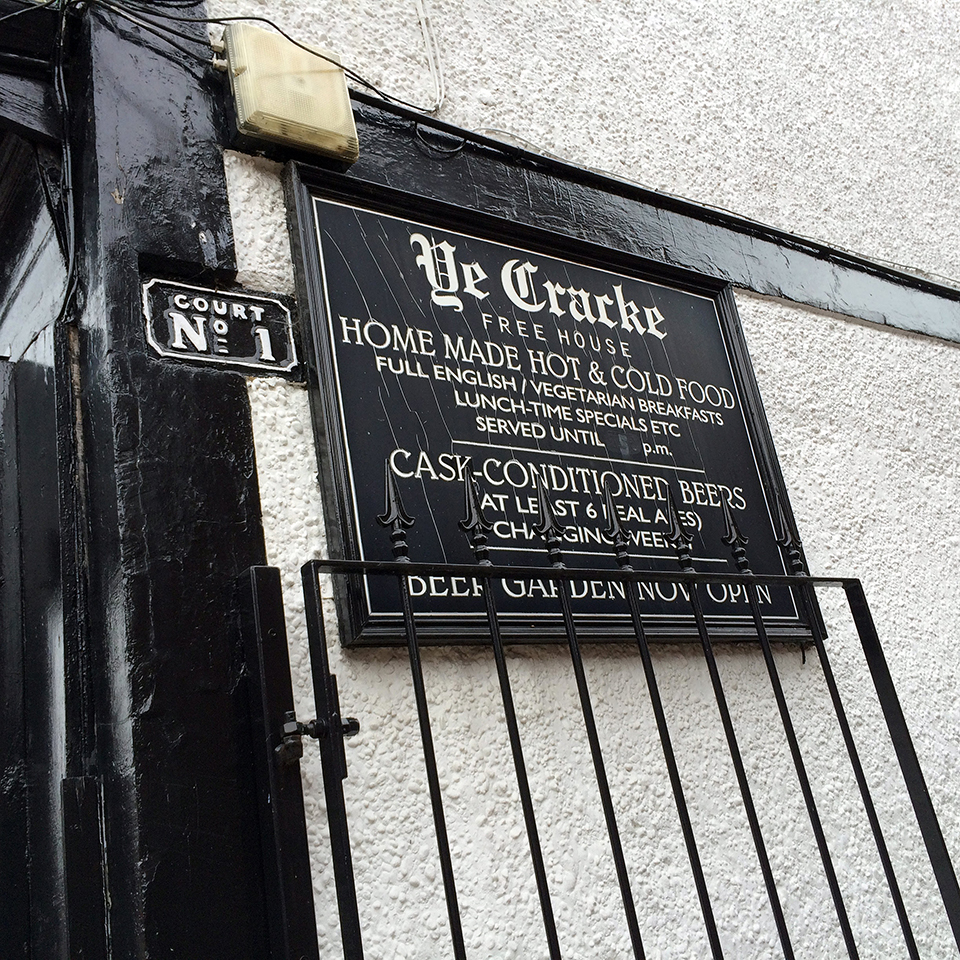 COURT
No 1
Ye Cracke
FREE HOUSE
HOME MADE HOT & COLD FOOD
FULL ENGLISH / VEGETARIAN BREAKFASTS
LUNCH-TIME SPECIALS ETC
SERVED UNTIL p.m.
CASK-CONDITIONED BEERS
(AT LEAST 6 REAL ALES)
CHANGING WEEKLY
BEER GARDEN NOW OPEN